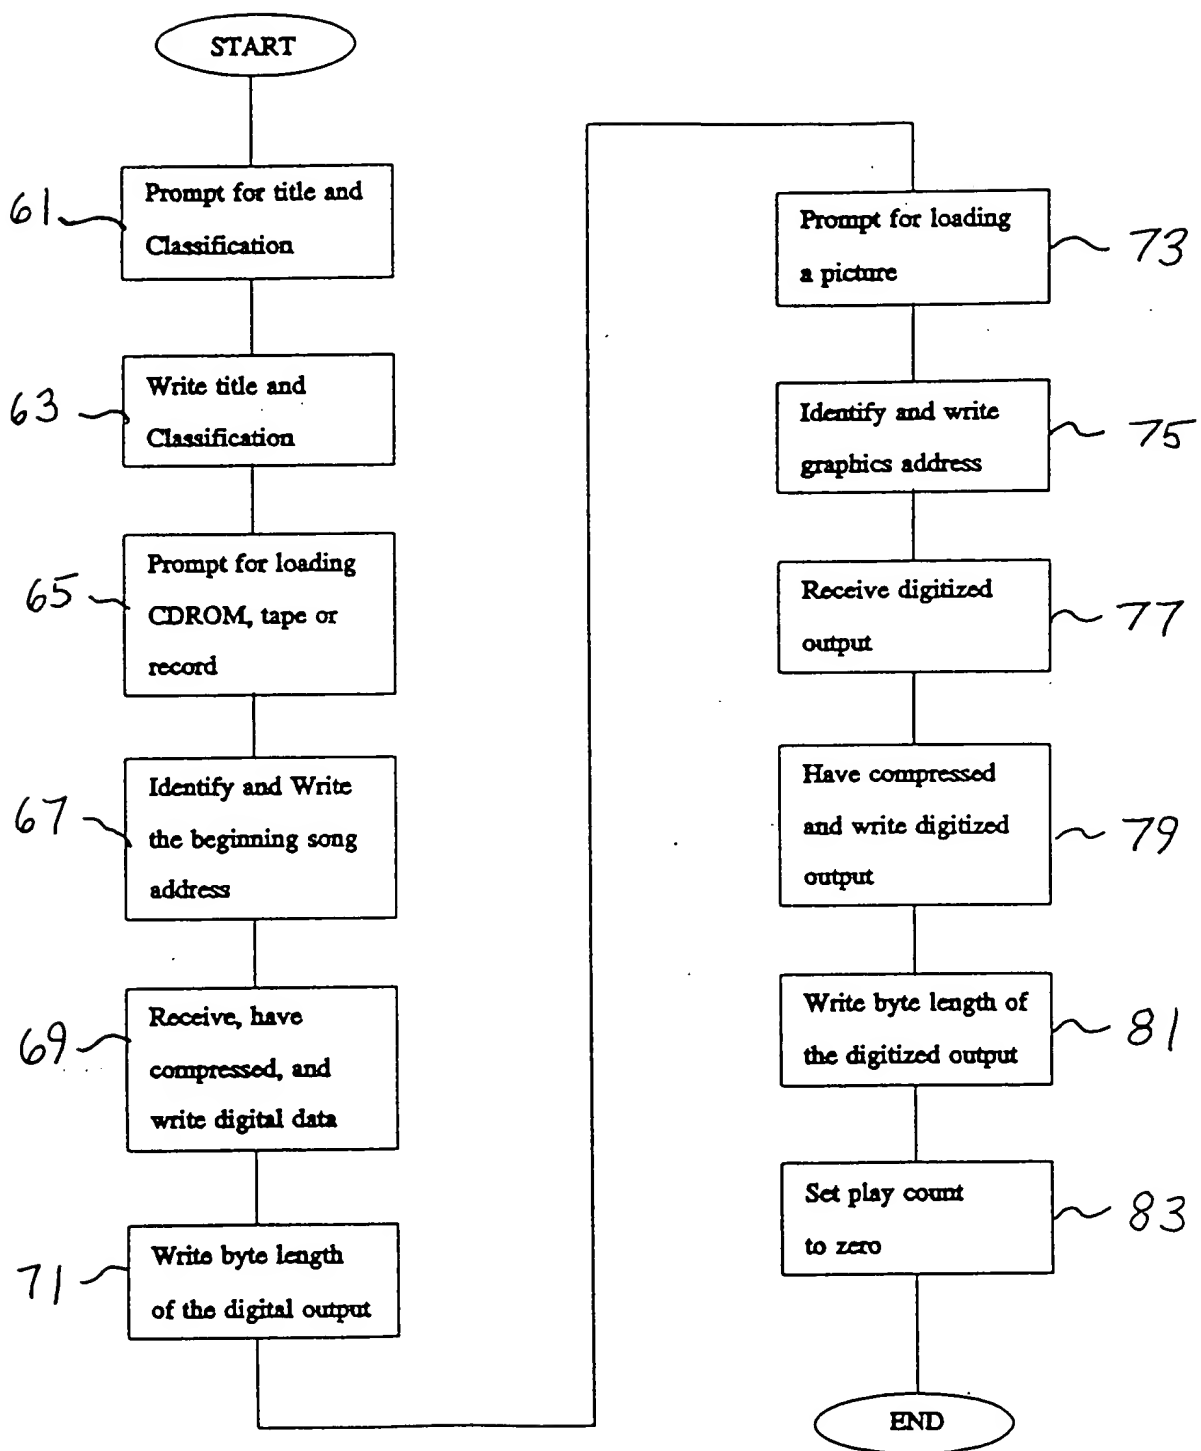 START
61
Prompt for title and
Classification
63
Write title and
Classification
65
Prompt for loading
CDROM, tape or
record
67
Identify and Write
the beginning song
address
69
Receive, have
compressed, and
write digital data
71
Write byte length
of the digital output
Prompt for loading
a picture
73
Identify and write
graphics address
75
Receive digitized
output
77
Have compressed
and write digitized
output
79
Write byte length of
the digitized output
81
Set play count
to zero
83
END